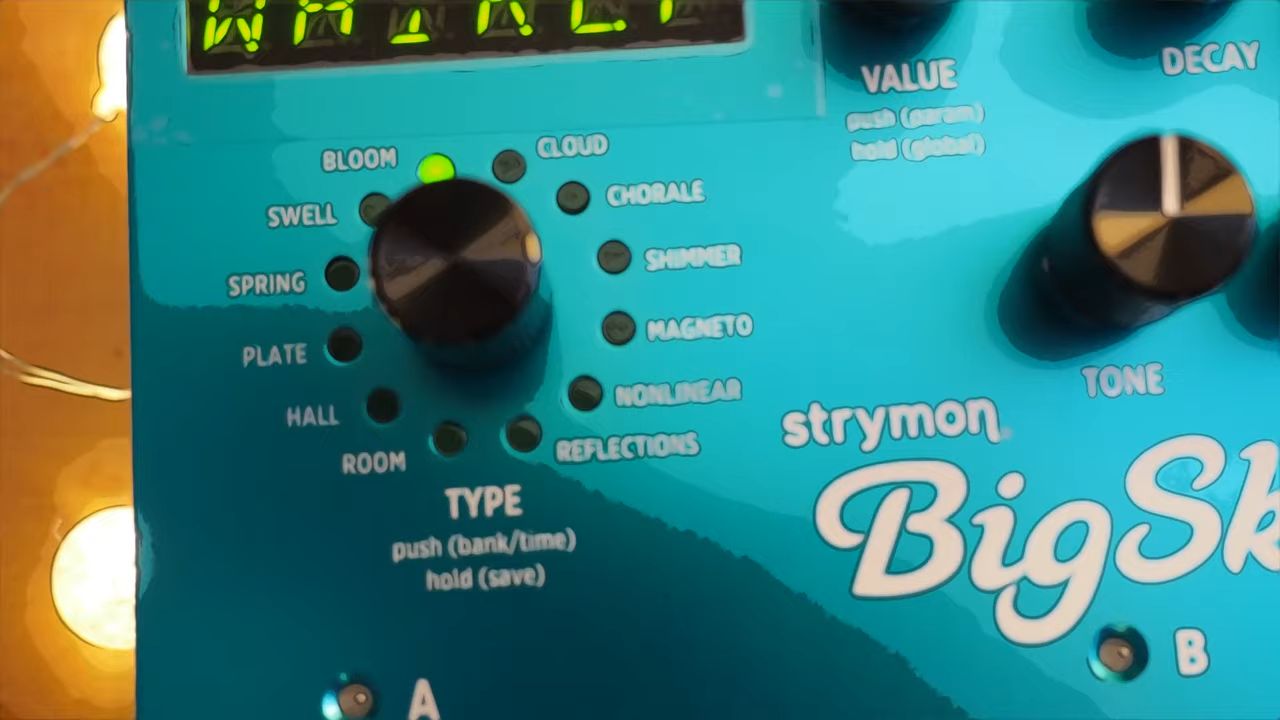 VALUE
DECAY
push (param)
hold (global)
BLOOM
CLOUD
SWELL
CHORALE
SPRING
SHIMMER
PLATE
MAGNETO
HALL
NONLINEAR
ROOM
REFLECTIONS
TONE
TYPE
push (bank/time)
hold (save)
strymon
BigSk
A
B